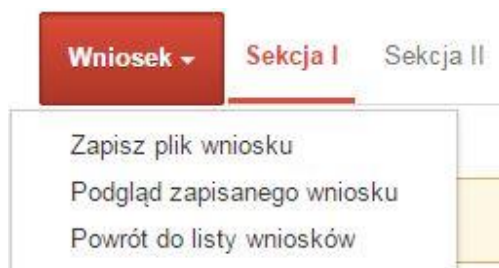 Wniosek Sekcja I Sekcja II
Zapisz plik wniosku
Podgląd zapisanego wniosku
Powrót do listy wniosków